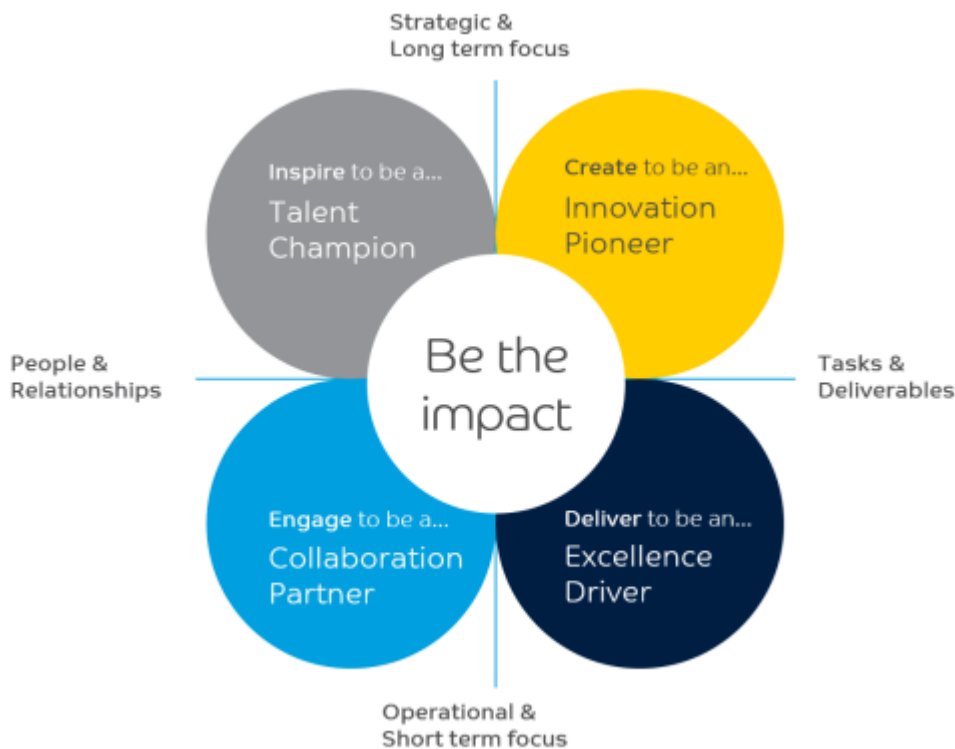 Strategic &
Long term focus
Inspire to be a...
Talent
Champion
Create to be an...
Innovation
Pioneer
People &
Relationships
Be the
impact
Tasks &
Deliverables
Engage to be a...
Collaboration
Partner
Deliver to be an...
Excellence
Driver
Operational &
Short term focus